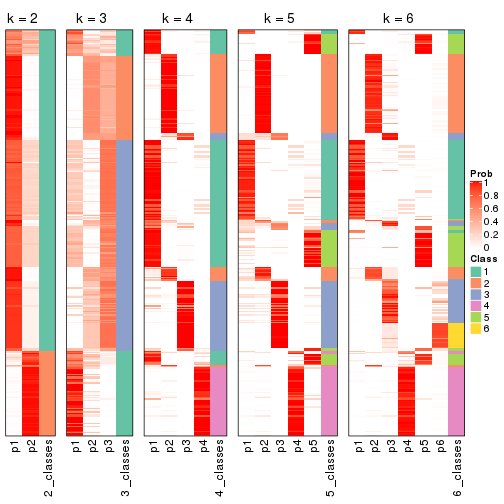 k = 2
k = 3
k = 4
k = 5
k = 6
Prob
1
0.8
0.6
0.4
0.2
0
Class
1
2
3
4
5
6
p1
p2
2_classes
p1
p2
p3
3_classes
p1
p2
p3
p4
4_classes
p1
p2
p3
p4
p5
5_classes
p1
p2
p3
p4
p5
p6
6_classes